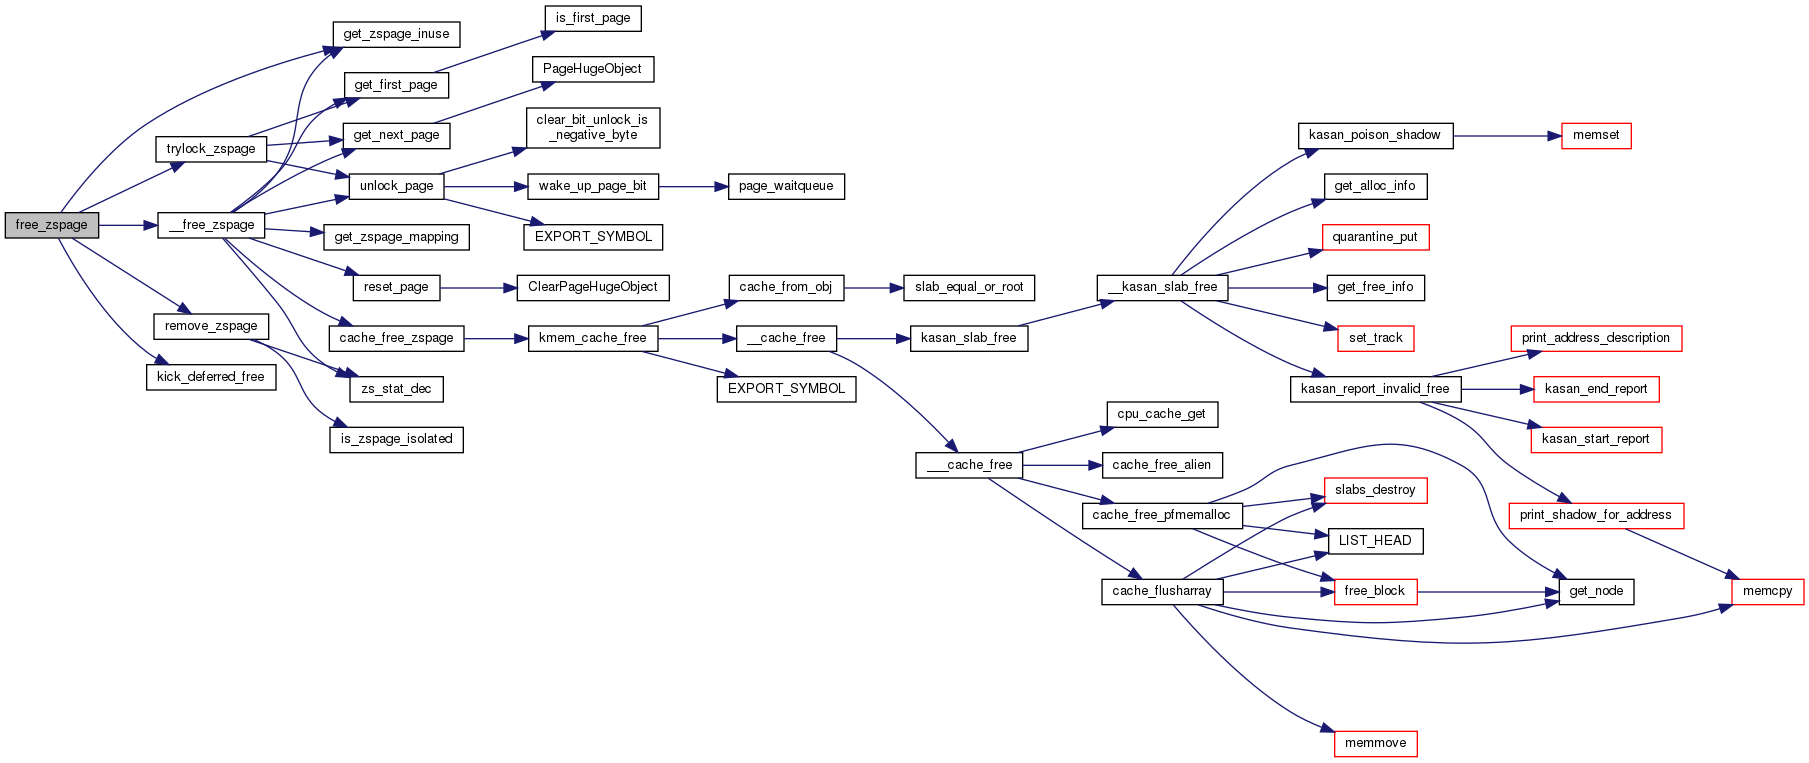 free_zspage
get_zspage_inuse
trylock_zspage
__free_zspage
remove_zspage
kick_deferred_free
get_first_page
get_next_page
unlock_page
get_zspage_mapping
reset_page
cache_free_zspage
zs_stat_dec
is_zspage_isolated
is_first_page
PageHugeObject
clear_bit_unlock_is
_negative_byte
wake_up_page_bit
EXPORT_SYMBOL
ClearPageHugeObject
kmem_cache_free
page_waitqueue
cache_from_obj
__cache_free
EXPORT_SYMBOL
slab_equal_or_root
kasan_slab_free
___cache_free
__kasan_slab_free
cpu_cache_get
cache_free_alien
cache_free_pfmemalloc
cache_flusharray
kasan_poison_shadow
get_alloc_info
quarantine_put
get_free_info
set_track
kasan_report_invalid_free
slabs_destroy
LIST_HEAD
free_block
memmove
memset
print_address_description
kasan_end_report
kasan_start_report
print_shadow_for_address
get_node
memcpy